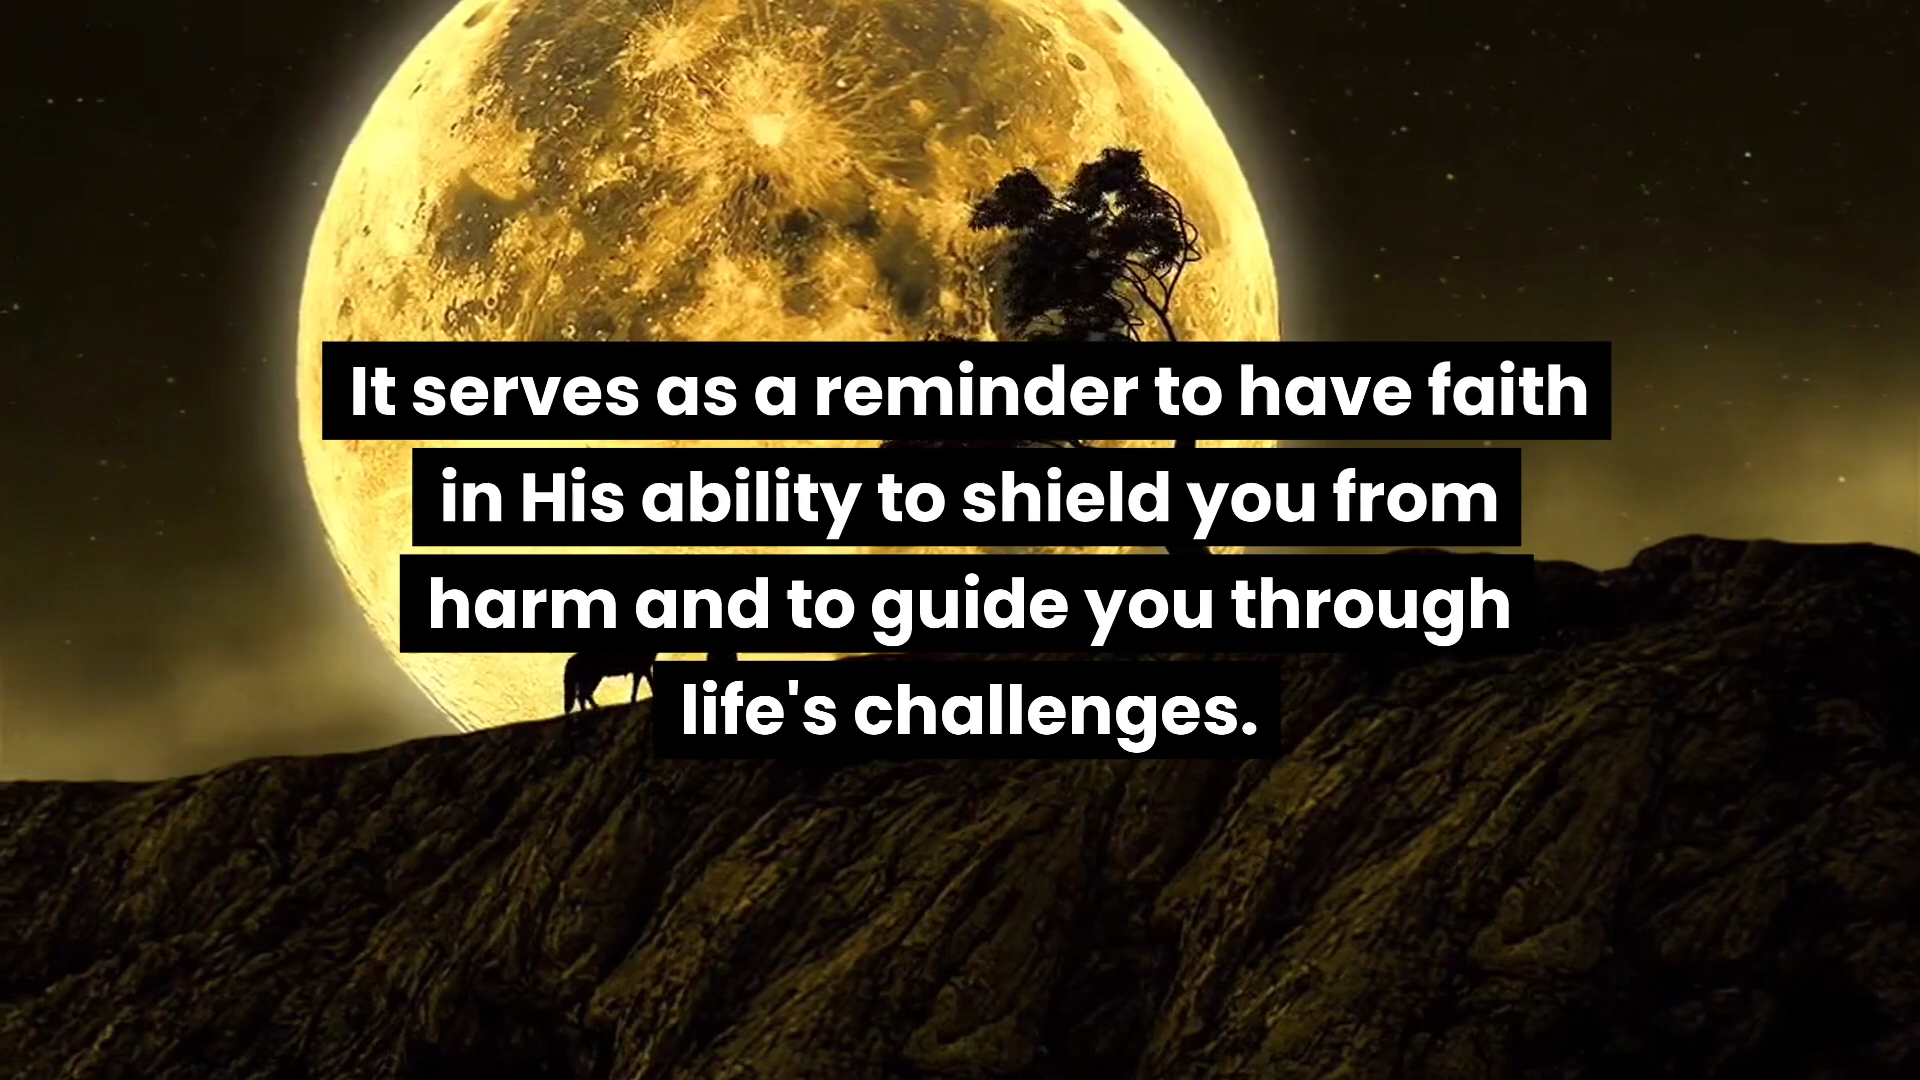 It serves as a reminder to have faith
in His ability to shield you from
harm and to guide you through
life's challenges.